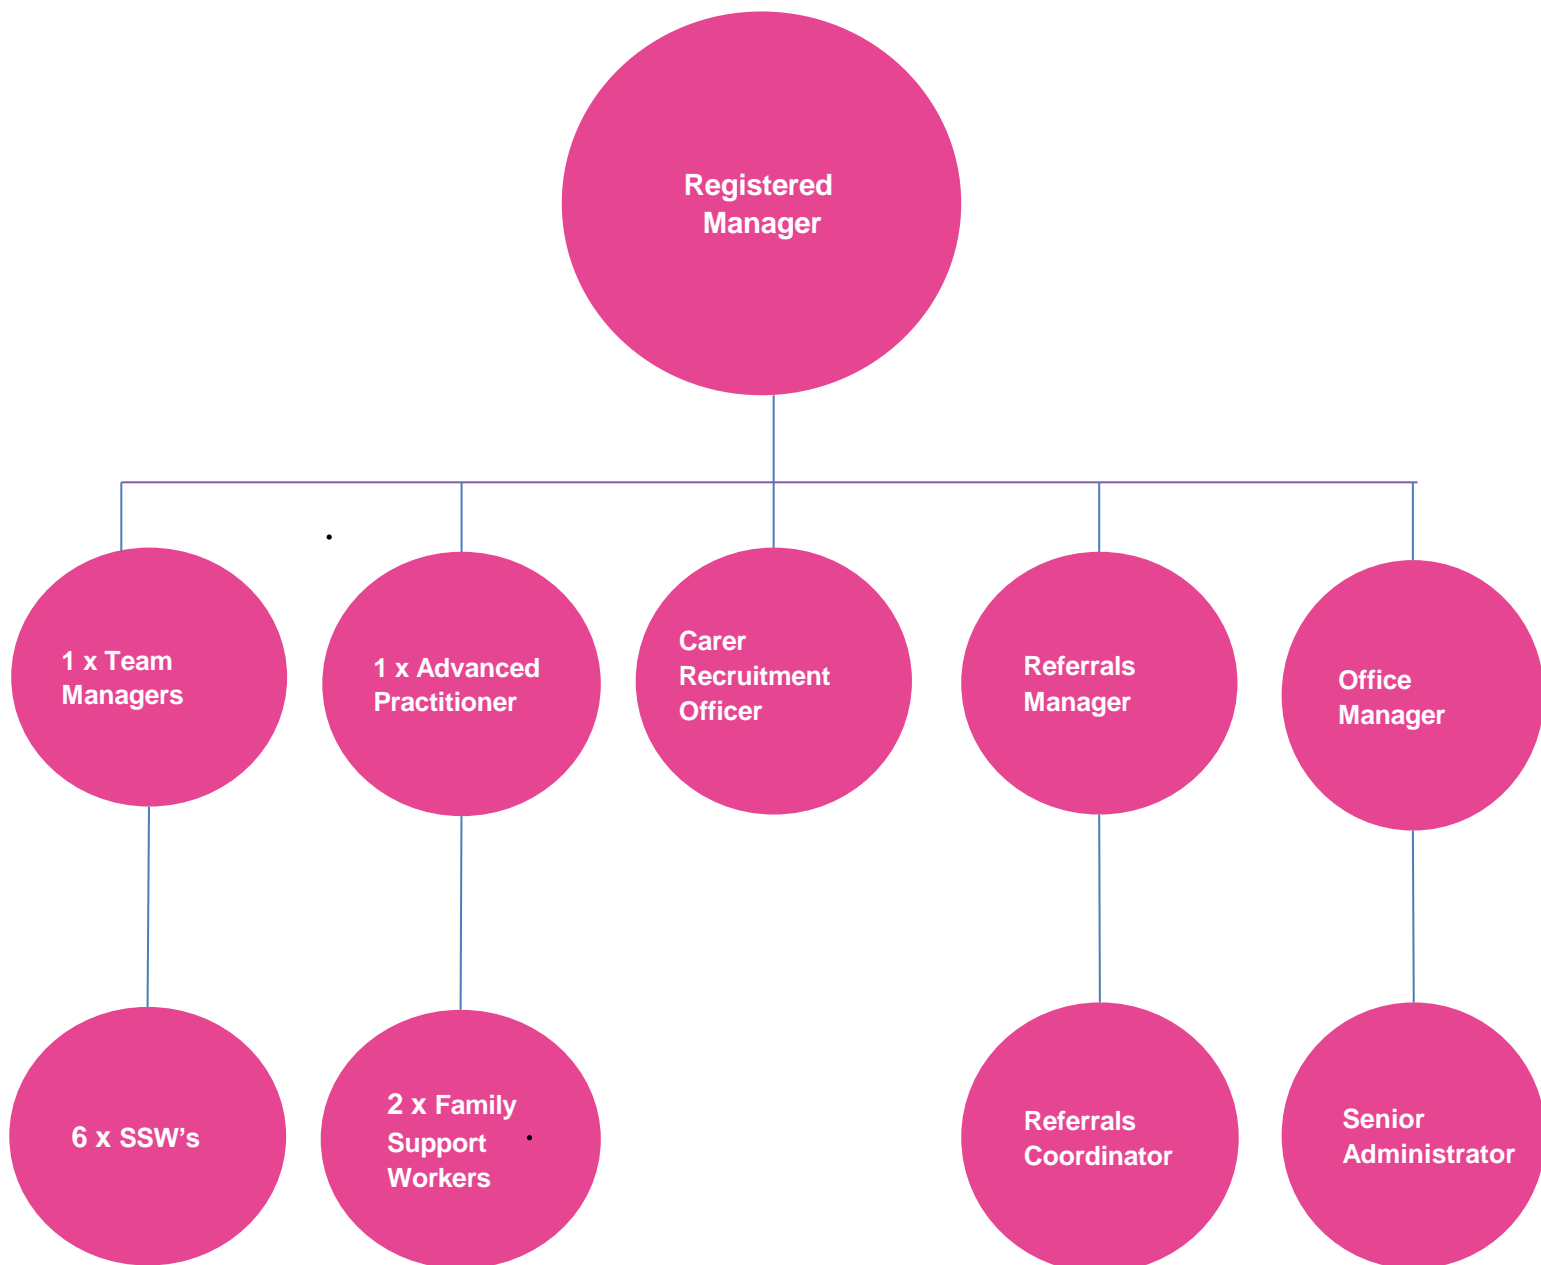 Registered
Manager
1 x Team
Managers
1 x Advanced
Practitioner
Carer
Recruitment
Officer
Referrals
Manager
Office
Manager
6 x SSW’s
2 x Family
Support
Workers
Referrals
Coordinator
Senior
Administrator